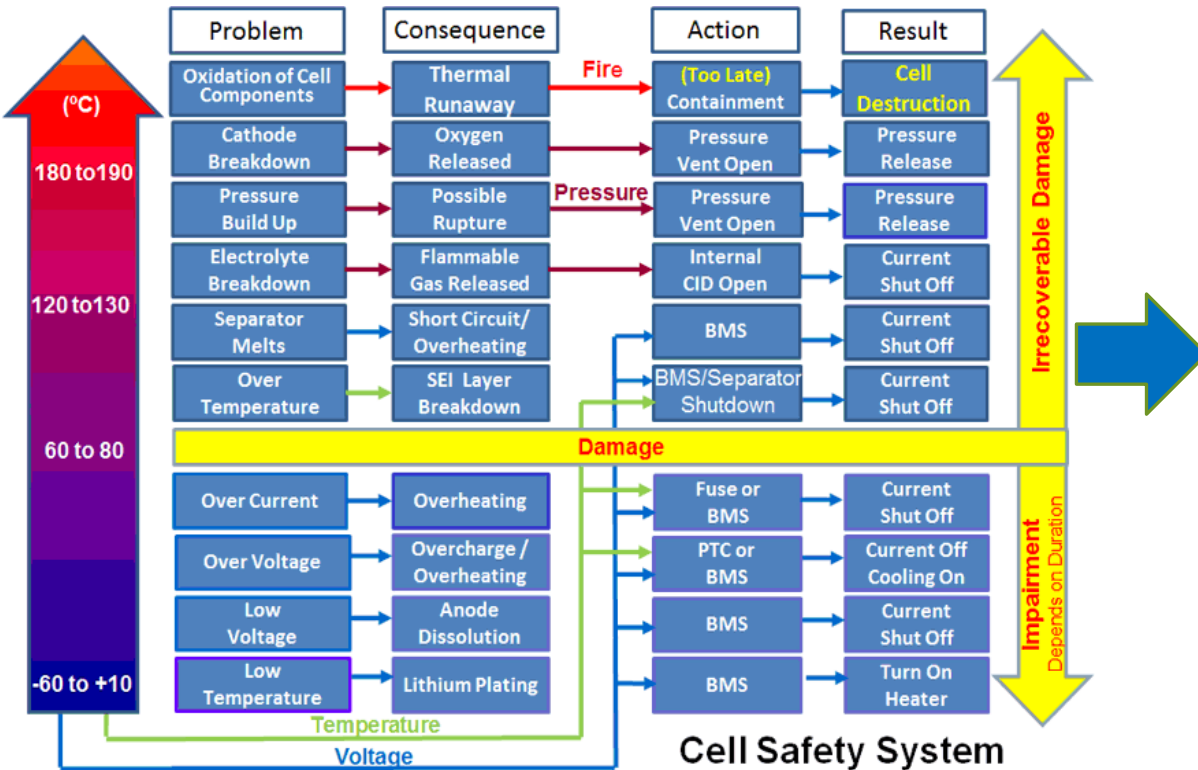 Problem
Consequence
Action
Result
(ºC)
Oxidation of Cell
Components
Thermal
Runaway
Fire
(Too Late)
Containment
Cell
Destruction
180 to190
Cathode
Breakdown
Oxygen
Released
Pressure
Vent Open
Pressure
Release
Pressure
Build Up
Possible
Rupture
Pressure
Pressure
Vent Open
Pressure
Release
120 to130
Electrolyte
Breakdown
Flammable
Gas Released
Internal
CID Open
Current
Shut Off
Separator
Melts
Short Circuit/
Overheating
BMS
Current
Shut Off
Over
Temperature
SEI Layer
Breakdown
BMS/Separator
Shutdown
Current
Shut Off
Irrecoverable Damage
60 to 80
Damage
Over Current
Overheating
Fuse or
BMS
Current
Shut Off
Over Voltage
Overcharge /
Overheating
PTC or
BMS
Current Off
Cooling On
Low
Voltage
Anode
Dissolution
BMS
Current
Shut Off
-60 to +10
Low
Temperature
Lithium Plating
BMS
Turn On
Heater
Impairment
Depends on Duration
Temperature
Voltage
Cell Safety System